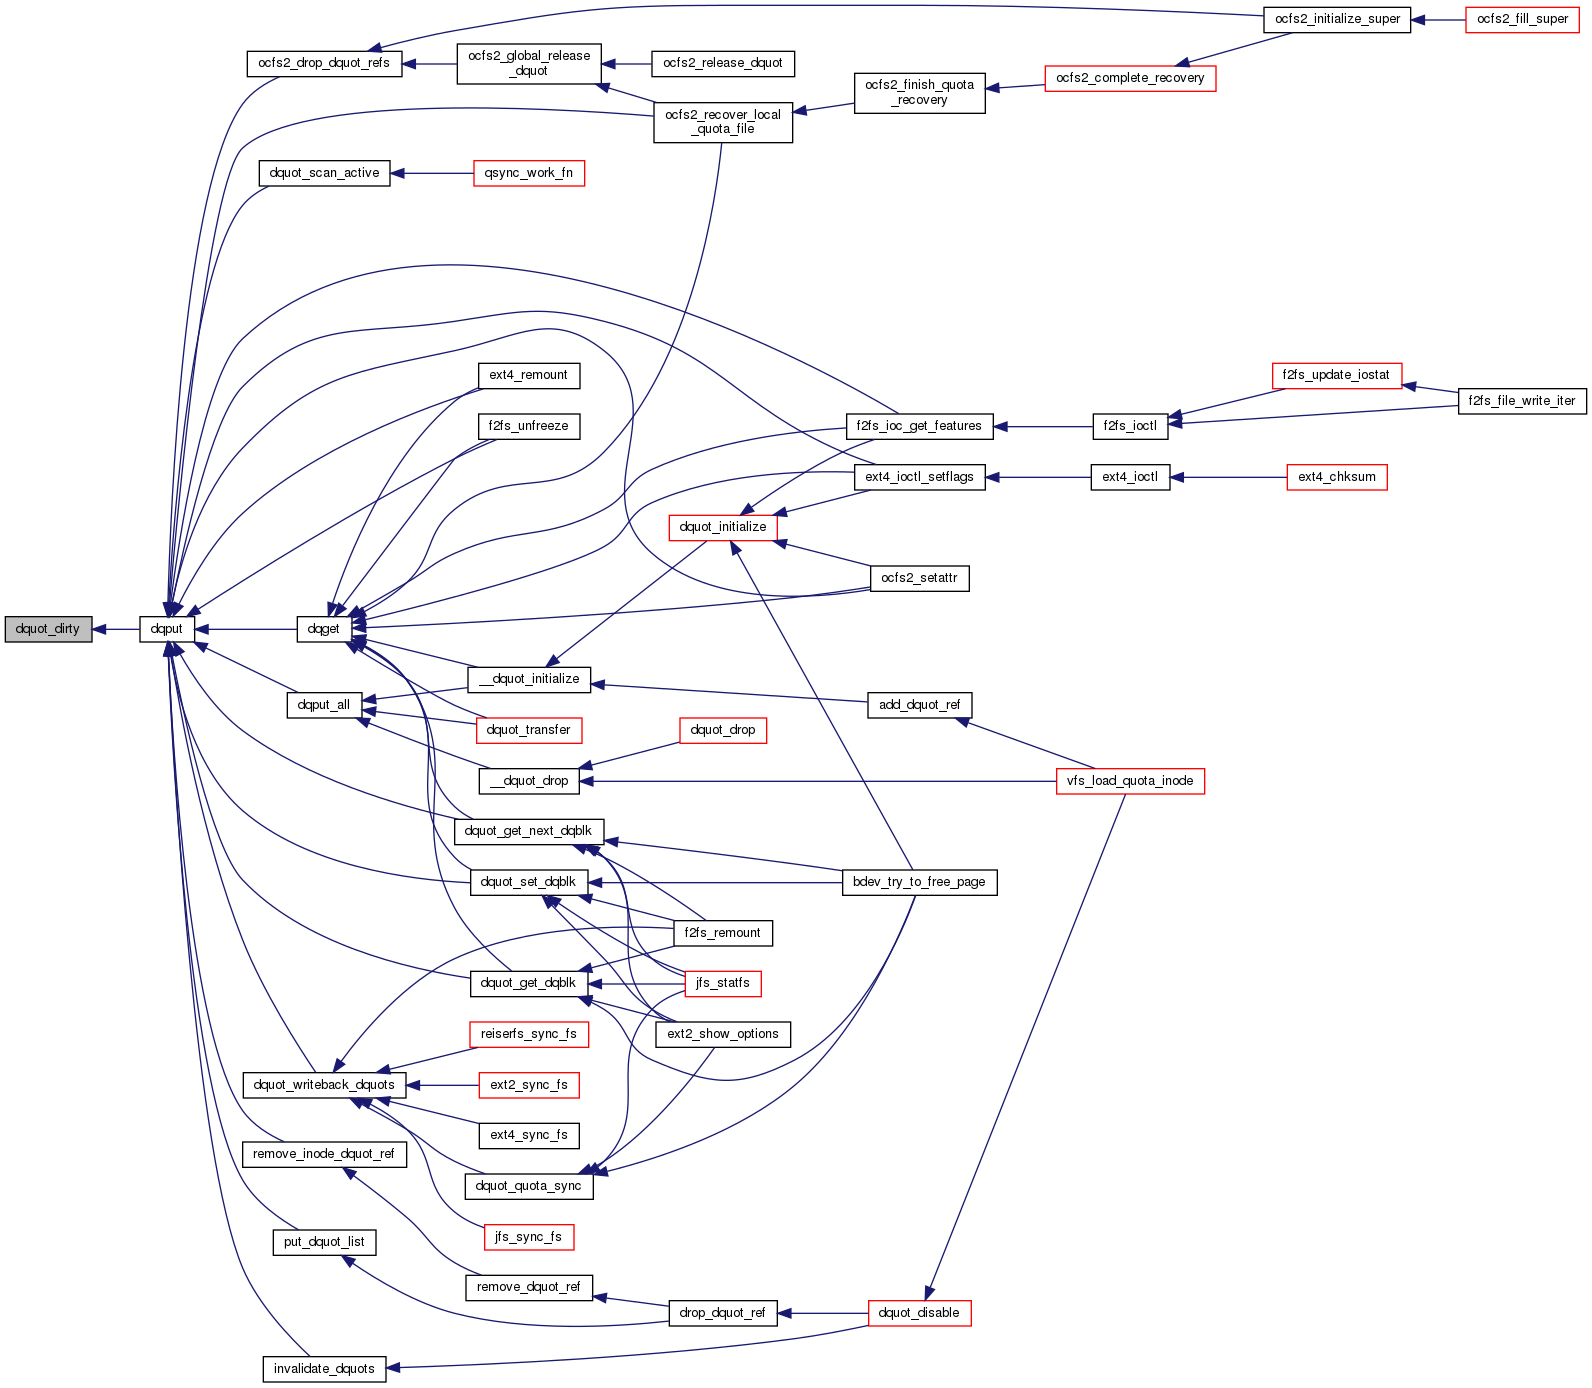 ocfs2_initialize_super
ocfs2_fill_super
ocfs2_drop_dquot_refs
ocfs2_global_release
_dquot
ocfs2_release_dquot
ocfs2_finish_quota
_recovery
ocfs2_complete_recovery
ocfs2_recover_local
_quota_file
dquot_scan_active
qsync_work_fn
ext4_remount
f2fs_update_iostat
f2fs_file_write_iter
f2fs_unfreeze
f2fs_ioc_get_features
f2fs_ioctl
ext4_ioctl_setflags
ext4_ioctl
ext4_chksum
dquot_initialize
ocfs2_setattr
dquot_dirty
dqput
dqget
__dquot_initialize
dqput_all
add_dquot_ref
dquot_transfer
dquot_drop
__dquot_drop
vfs_load_quota_inode
dquot_get_next_dqblk
dquot_set_dqblk
bdev_try_to_free_page
f2fs_remount
dquot_get_dqblk
jfs_statfs
reiserfs_sync_fs
ext2_show_options
dquot_writeback_dquots
ext2_sync_fs
ext4_sync_fs
remove_inode_dquot_ref
dquot_quota_sync
put_dquot_list
jfs_sync_fs
remove_dquot_ref
drop_dquot_ref
dquot_disable
invalidate_dquots